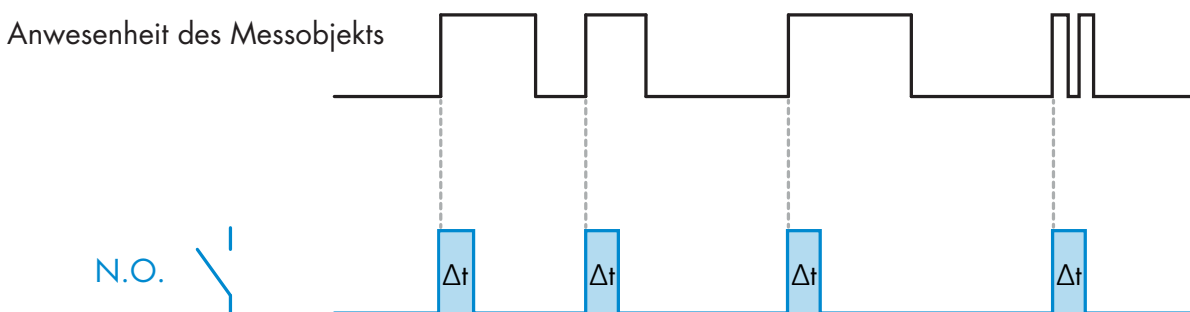 Anwesenheit des Messobjekts
N.O.
Δt Δt Δt Δt